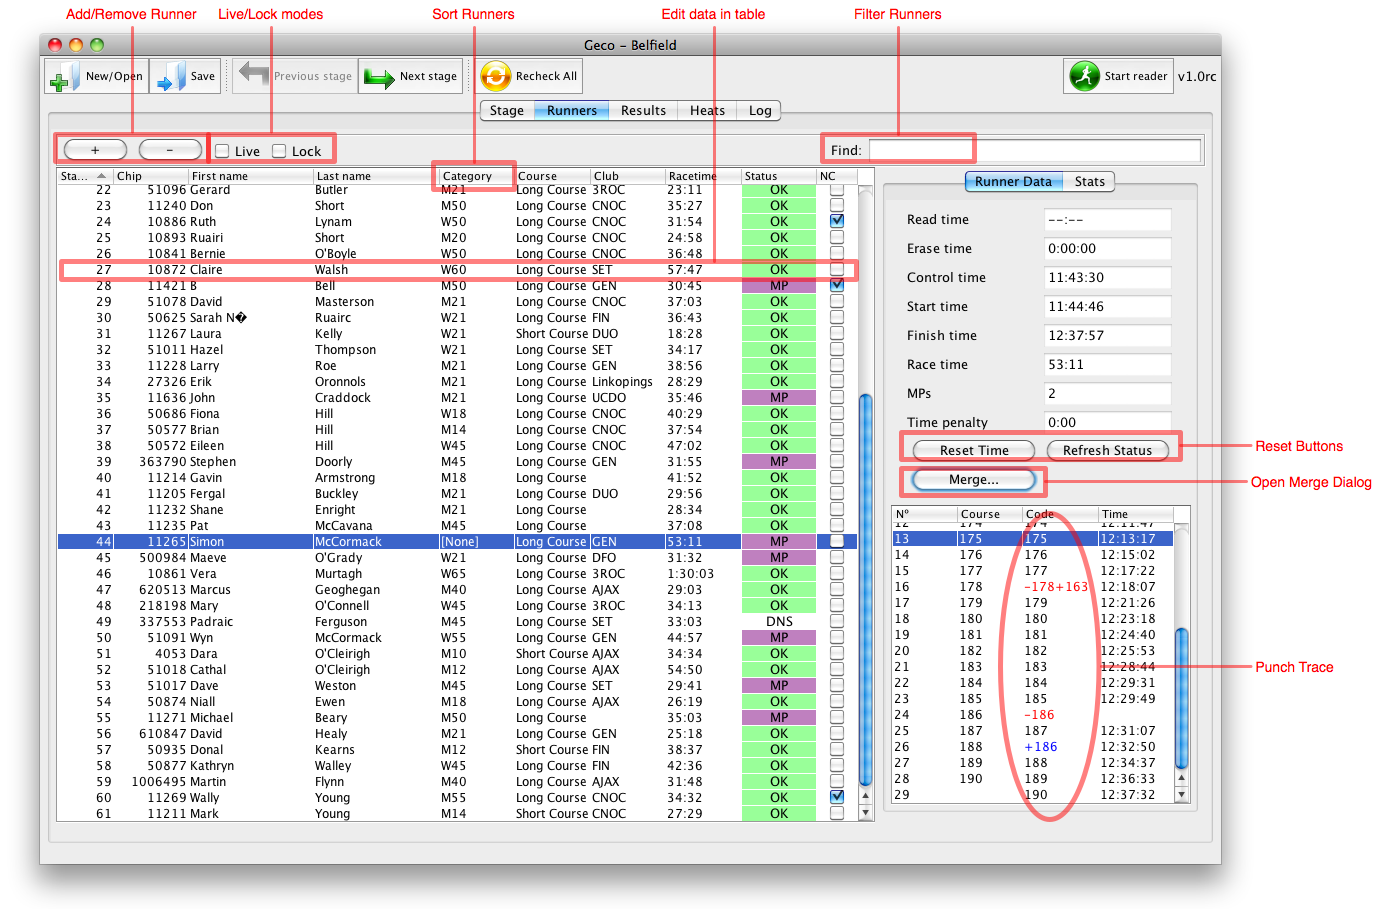 Add/Remove Runner Live/Lock modes Sort Runners Edit data in table Filter Runners
Geco – Belfield
New/Open Save Previous stage Next stage Recheck All Start reader v1.0rc
Stage Runners Results Heats Log
+ - Live Lock Find:
Sta... Chip First name Last name Category Course Club Racetime Status NC
22 51096 Gerard Butler M21 Long Course 3ROC 23:11 OK
23 11240 Don Short M50 Long Course CNOC 35:27 OK
24 10886 Ruth Lynam W50 Long Course CNOC 31:54 OK
25 10893 Ruairi Short M20 Long Course CNOC 24:58 OK
26 10841 Bernie O'Boyle W50 Long Course CNOC 36:48 OK
27 10872 Claire Walsh W60 Long Course SET 57:47 OK
28 11421 B Bell M50 Long Course GEN 30:45 MP
29 51078 David Masterson M21 Long Course CNOC 37:03 OK
30 50625 Sarah N� Ruairc W21 Long Course FIN 36:43 OK
31 11267 Laura Kelly W21 Short Course DUO 18:28 OK
32 51011 Hazel Thompson W21 Long Course SET 34:17 OK
33 11228 Larry Roe M21 Long Course GEN 38:56 OK
34 27326 Erik Oronnols M21 Long Course Linkopings 28:29 OK
35 11636 John Craddock M21 Long Course UCDO 35:46 MP
36 50686 Fiona Hill W18 Long Course CNOC 40:29 OK
37 50577 Brian Hill M14 Long Course CNOC 37:54 OK
38 50572 Eileen Hill W45 Long Course CNOC 47:02 OK
39 363790 Stephen Doorly M45 Long Course GEN 31:55 MP
40 11214 Gavin Armstrong M18 Long Course 41:52 OK
41 11205 Fergal Buckley M21 Long Course DUO 29:56 OK
42 11232 Shane Enright M21 Long Course 28:34 OK
43 11235 Pat McCavana M45 Long Course 37:08 OK
44 11265 Simon McCormack [None] Long Course GEN 53:11 MP
45 500984 Maeve O'Grady W21 Long Course DFO 31:32 MP
46 10861 Vera Murtagh W65 Long Course 3ROC 1:30:03 OK
47 620513 Marcus Geoghegan M40 Long Course AJAX 29:03 OK
48 218198 Mary O'Connell W45 Long Course 3ROC 34:13 OK
49 337553 Padraic Ferguson M45 Long Course SET 33:03 DNS
50 51091 Wyn McCormack W55 Long Course GEN 44:57 MP
51 4053 Dara O'Cleirigh M10 Short Course AJAX 34:34 OK
52 51018 Cathal O'Cleirigh M12 Long Course AJAX 54:50 OK
53 51017 Dave Weston M45 Long Course SET 29:41 MP
54 50874 Niall Ewen M18 Long Course AJAX 26:19 OK
55 11271 Michael Beary M50 Long Course 35:03 MP
56 610847 David Healy M21 Long Course GEN 25:18 OK
57 50935 Donal Kearns M12 Short Course FIN 38:37 OK
58 50877 Kathryn Walley W45 Long Course FIN 42:36 OK
59 1006495 Martin Flynn M40 Long Course AJAX 31:48 OK
60 11269 Wally Young M55 Long Course CNOC 34:32 OK
61 11211 Mark Young M14 Short Course CNOC 27:29 OK
Runner Data Stats
Read time --:--
Erase time 0:00:00
Control time 11:43:30
Start time 11:44:46
Finish time 12:37:57
Race time 53:11
MPs 2
Time penalty 0:00
Reset Time Refresh Status Reset Buttons
Merge... Open Merge Dialog
N° Course Code Time
12 174 174 12:11:47
13 175 175 12:13:17
14 176 176 12:15:02
15 177 177 12:17:22
16 178 -178+163 12:18:07
17 179 179 12:21:26
18 180 180 12:23:18
19 181 181 12:24:40
20 182 182 12:25:53
21 183 183 12:28:44
22 184 184 12:29:31
23 185 185 12:29:49
24 186 -186
25 187 187 12:31:07
26 188 +186 12:32:50
27 189 188 12:34:37
28 190 189 12:36:33
29 190 12:37:32
Punch Trace